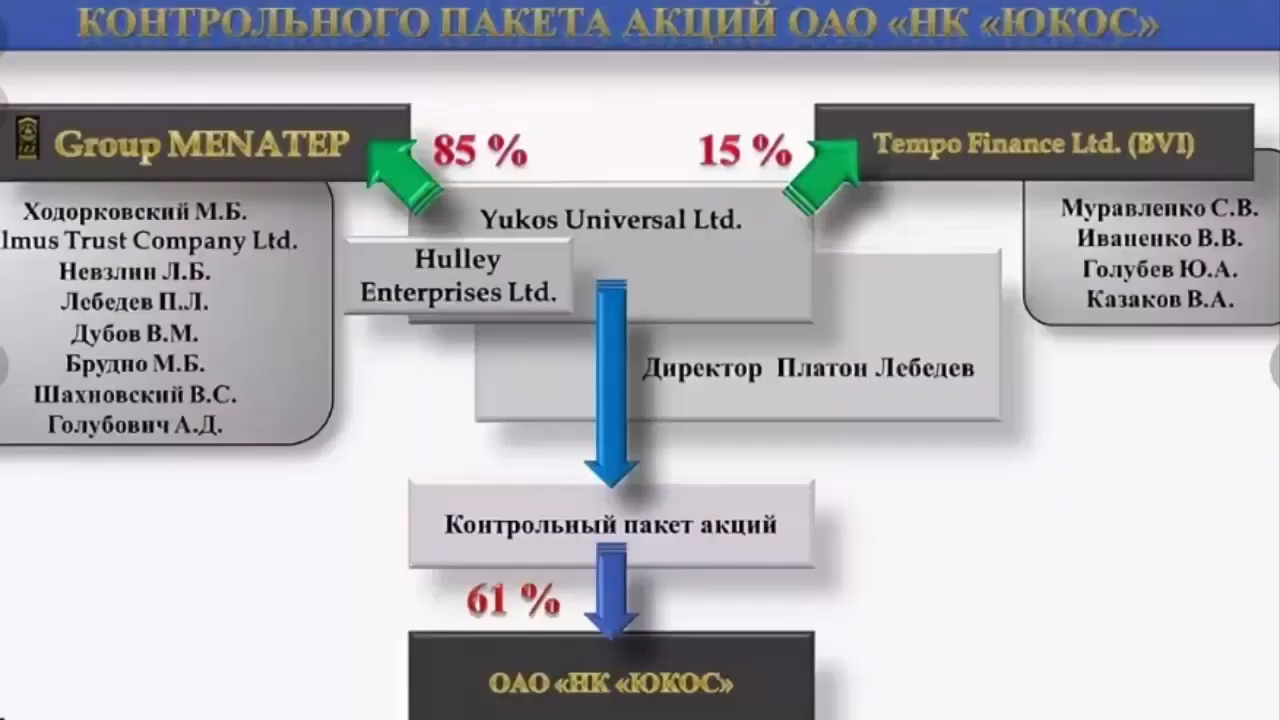 КОНТРОЛЬНОГО ПАКЕТА АКЦИЙ ОАО «НК «ЮКОС»
Group MENATEP
85 %
15 %
Tempo Finance Ltd. (BVI)
Ходорковский М.Б.
lmus Trust Company Ltd.
Невзлин Л.Б.
Лебедев П.Л.
Дубов В.М.
Брудно М.Б.
Шахновский В.С.
Голубович А.Д.
Yukos Universal Ltd.
Hulley
Enterprises Ltd.
Муравленко С.В.
Иваненко В.В.
Голубев Ю.А.
Казаков В.А.
Директор Платон Лебедев
Контрольный пакет акций
61 %
ОАО «НК «ЮКОС»